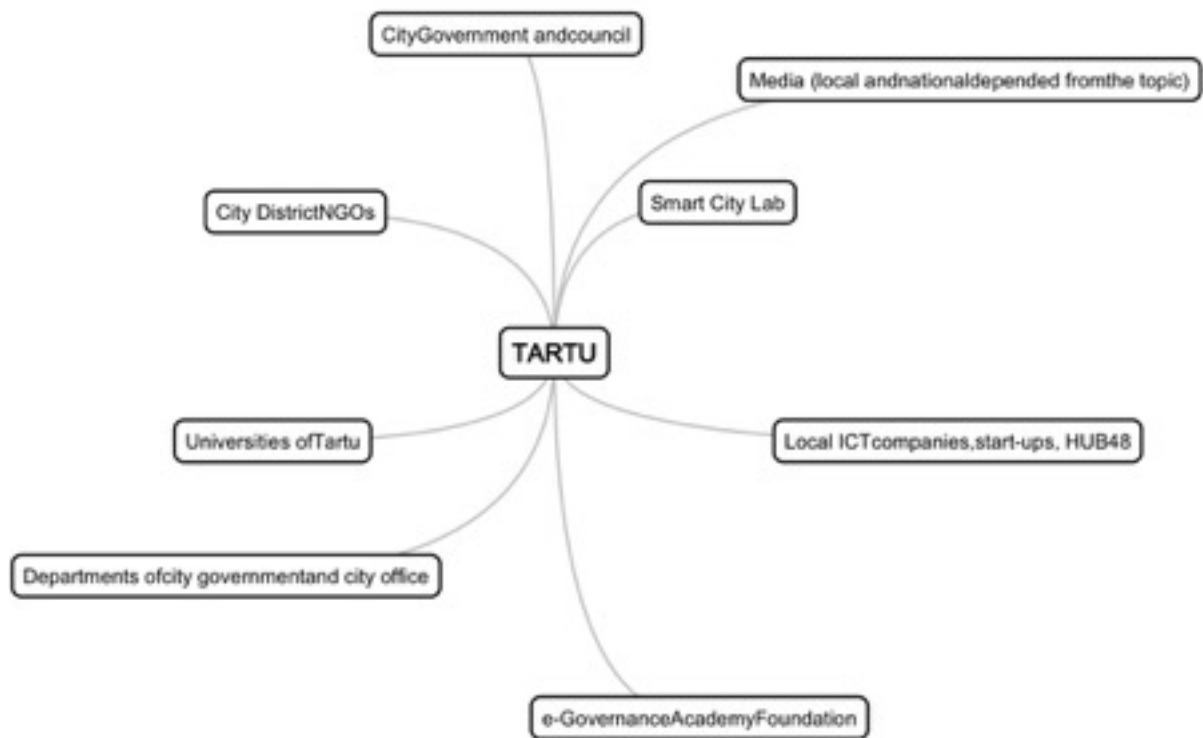 CityGovernment andcouncil
Media (local andnationaldepended fromthe topic)
City DistrictNGOs
Smart City Lab
TARTU
Universities ofTartu
Local ICTcompanies,start-ups, HUB48
Departments ofcity governmentand city office
e-GovernanceAcademyFoundation